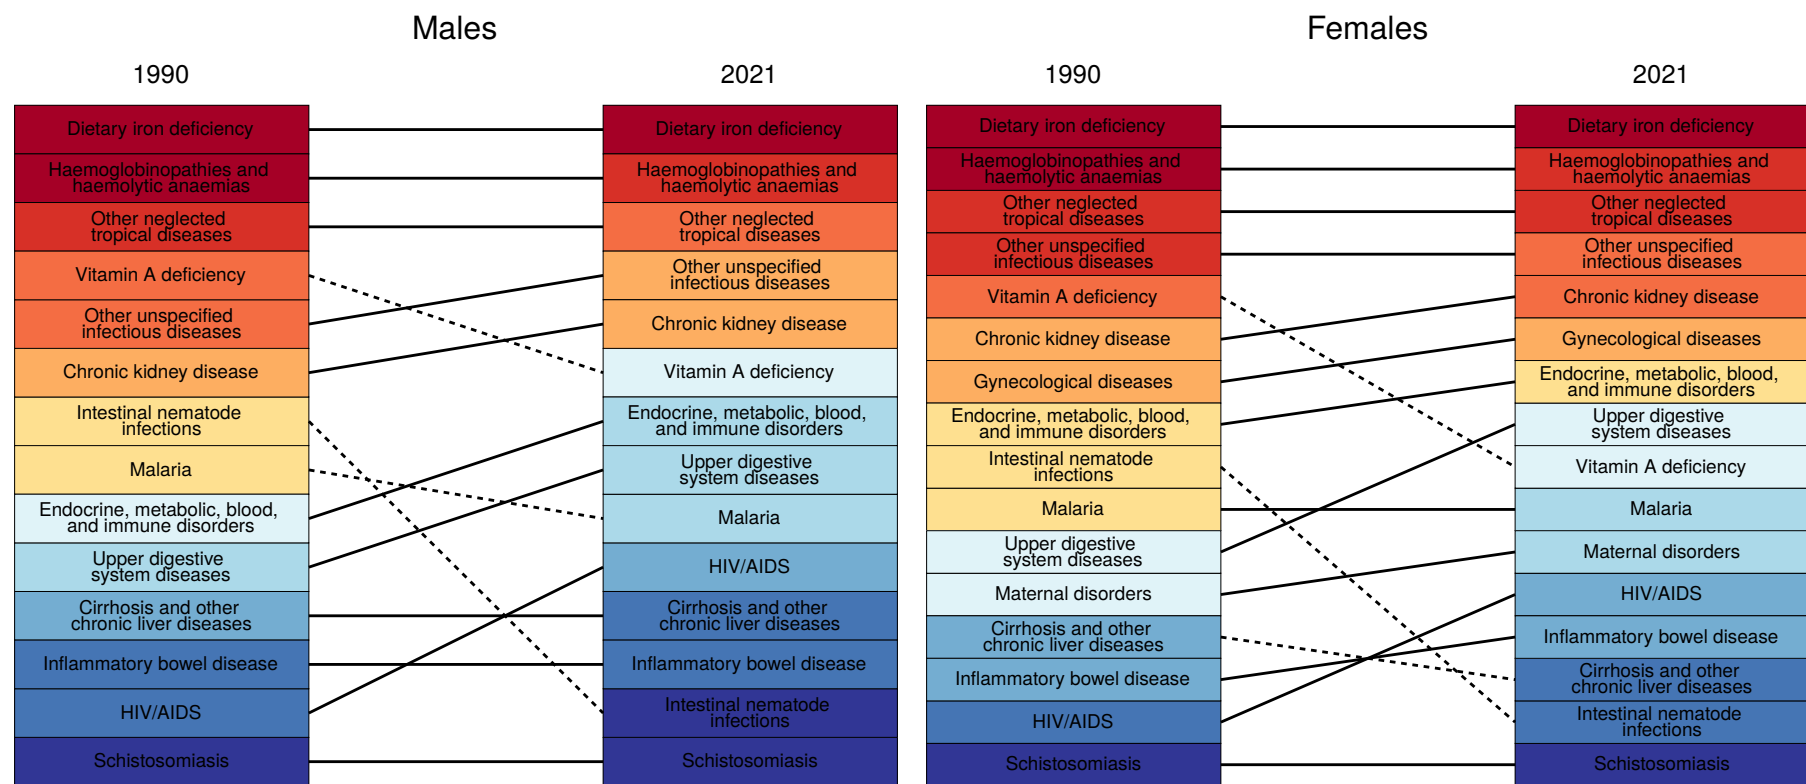 Males
1990
2021
Dietary iron deficiency
Haemoglobinopathies and
haemolytic anaemias
Other neglected
tropical diseases
Vitamin A deficiency
Other unspecified
infectious diseases
Chronic kidney disease
Intestinal nematode
infections
Malaria
Endocrine, metabolic, blood,
and immune disorders
Upper digestive
system diseases
Cirrhosis and other
chronic liver diseases
Inflammatory bowel disease
HIV/AIDS
Schistosomiasis
Dietary iron deficiency
Haemoglobinopathies and
haemolytic anaemias
Other neglected
tropical diseases
Other unspecified
infectious diseases
Chronic kidney disease
Vitamin A deficiency
Endocrine, metabolic, blood,
and immune disorders
Upper digestive
system diseases
Malaria
HIV/AIDS
Cirrhosis and other
chronic liver diseases
Inflammatory bowel disease
Intestinal nematode
infections
Schistosomiasis
Females
1990
2021
Dietary iron deficiency
Haemoglobinopathies and
haemolytic anaemias
Other neglected
tropical diseases
Other unspecified
infectious diseases
Vitamin A deficiency
Chronic kidney disease
Gynecological diseases
Endocrine, metabolic, blood,
and immune disorders
Intestinal nematode
infections
Malaria
Upper digestive
system diseases
Maternal disorders
Cirrhosis and other
chronic liver diseases
Inflammatory bowel disease
HIV/AIDS
Schistosomiasis
Dietary iron deficiency
Haemoglobinopathies and
haemolytic anaemias
Other neglected
tropical diseases
Other unspecified
infectious diseases
Chronic kidney disease
Gynecological diseases
Endocrine, metabolic, blood,
and immune disorders
Upper digestive
system diseases
Vitamin A deficiency
Malaria
Maternal disorders
HIV/AIDS
Inflammatory bowel disease
Cirrhosis and other
chronic liver diseases
Intestinal nematode
infections
Schistosomiasis